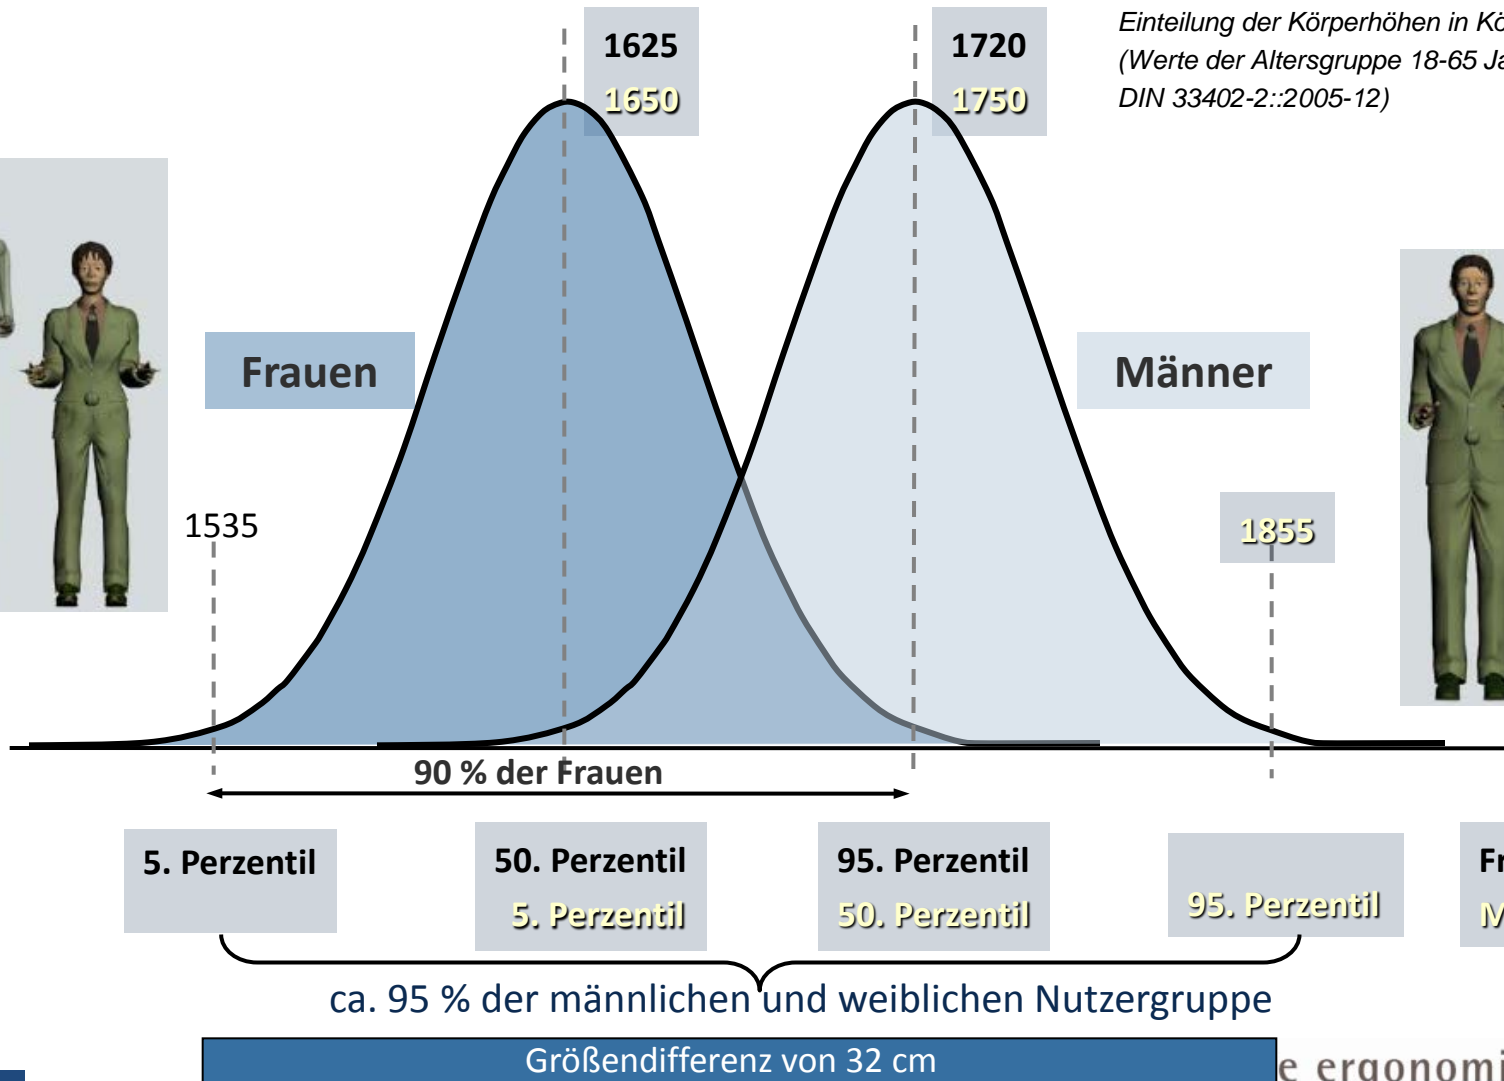 Einteilung der Körperhöhen in Kö
(Werte der Altersgruppe 18-65 Ja
DIN 33402-2::2005-12)
1625
1650
1720
1750
Frauen
Männer
1535
1855
90 % der Frauen
5. Perzentil
50. Perzentil
5. Perzentil
95. Perzentil
50. Perzentil
95. Perzentil
Fr
M
ca. 95 % der männlichen und weiblichen Nutzergruppe
Größendifferenz von 32 cm
e ergonomi